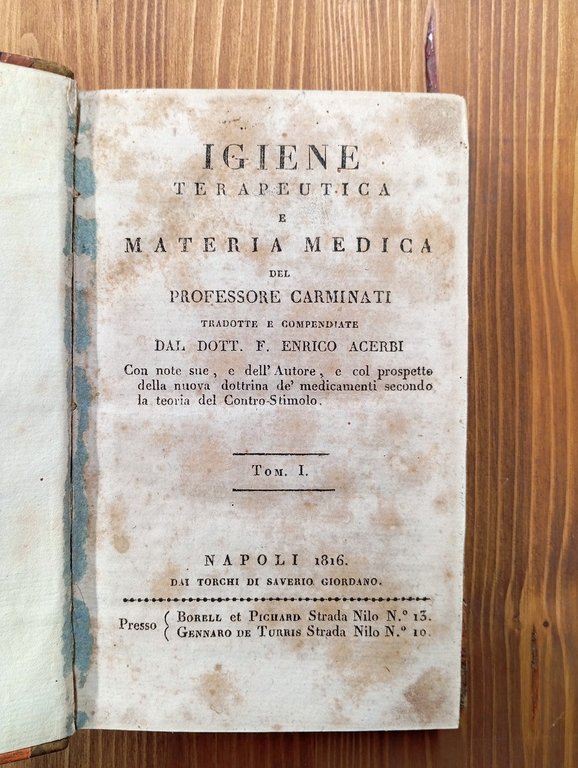 IGIENE
TERAPEUTICA
E
MATERIA MEDICA
DEL
PROFESSORE CARMINATI
TRADOTTE E COMPENDIATE
DAL DOTT. F. ENRICO ACERBI
Con note sue, e dell'Autore, e col prospetto
della nuova dottrina de' medicamenti secondo
la teoria del Contro-Stimolo.
Tom. I.
NAPOLI 1816.
DAI TORCHI DI SAVERIO GIORDANO.
Presso { Borell et Pichard Strada Nilo N.° 13.
Gennaro de Turris Strada Nilo N.° 10.